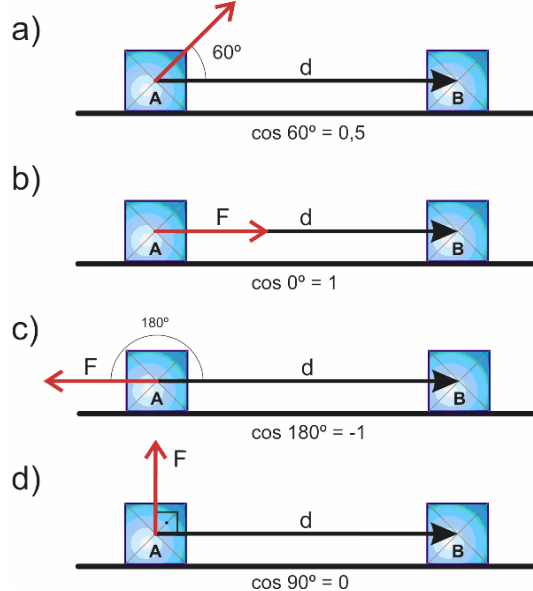 a)
60º
d
A
B
cos 60º = 0,5
b)
F
d
A
B
cos 0º = 1
c)
180º
F
d
A
B
cos 180º = -1
d)
F
d
A
B
cos 90º = 0